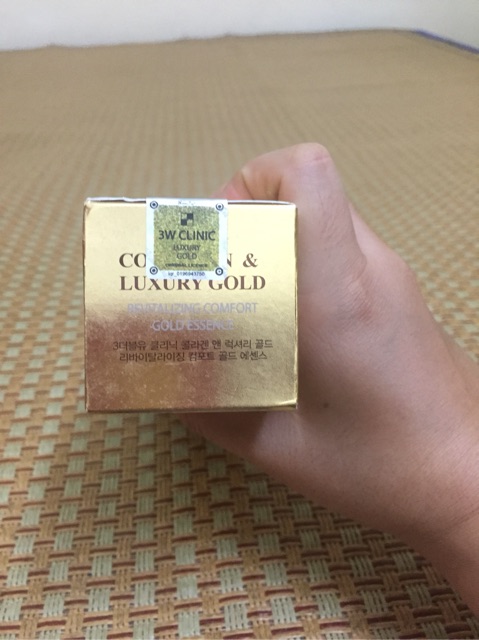 3W CLINIC
LUXURY
GOLD
CO N &
LUXURY GOLD
REVITALIZING COMFORT
GOLD ESSENCE
3더블유 클리닉 콜라겐 앤 럭셔리 골드
리바이탈라이징 컴포트 골드 에센스